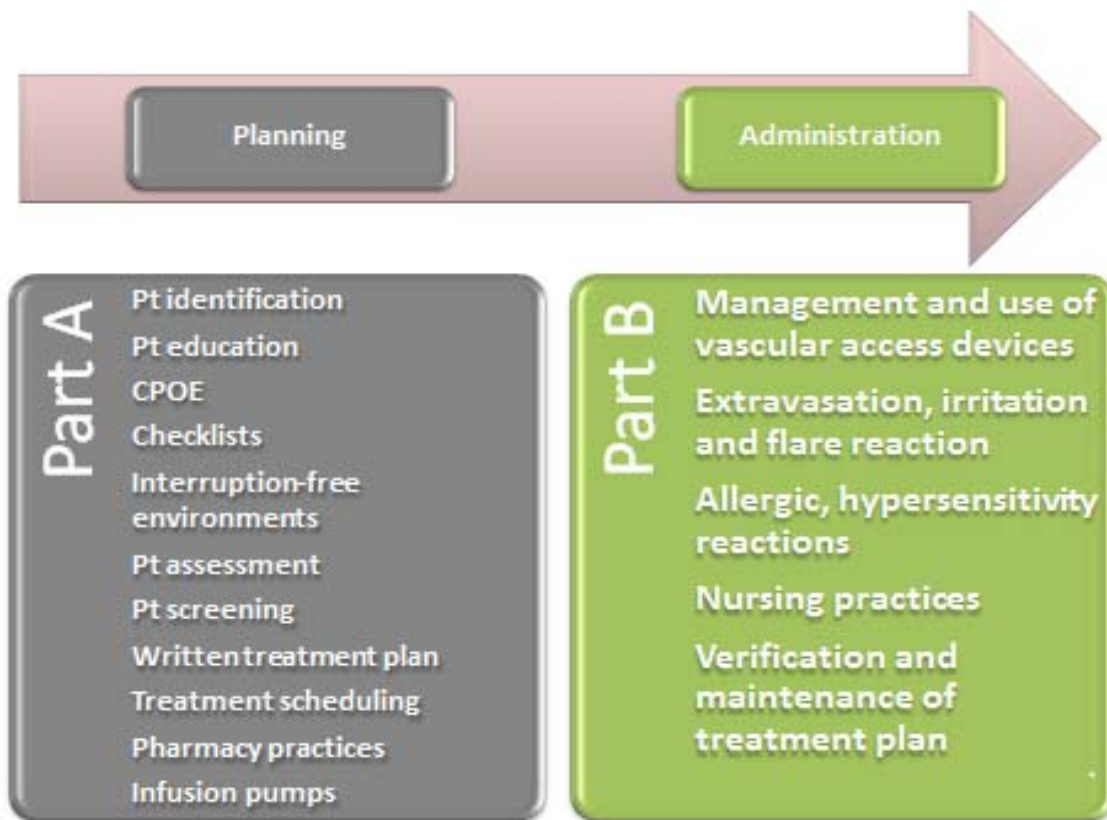 Planning
Administration
Part A
Pt identification
Pt education
CPOE
Checklists
Interruption-free
environments
Pt assessment
Pt screening
Written treatment plan
Treatment scheduling
Pharmacy practices
Infusion pumps
Part B
Management and use of
vascular access devices
Extravasation, irritation
and flare reaction
Allergic, hypersensitivity
reactions
Nursing practices
Verification and
maintenance of
treatment plan
.